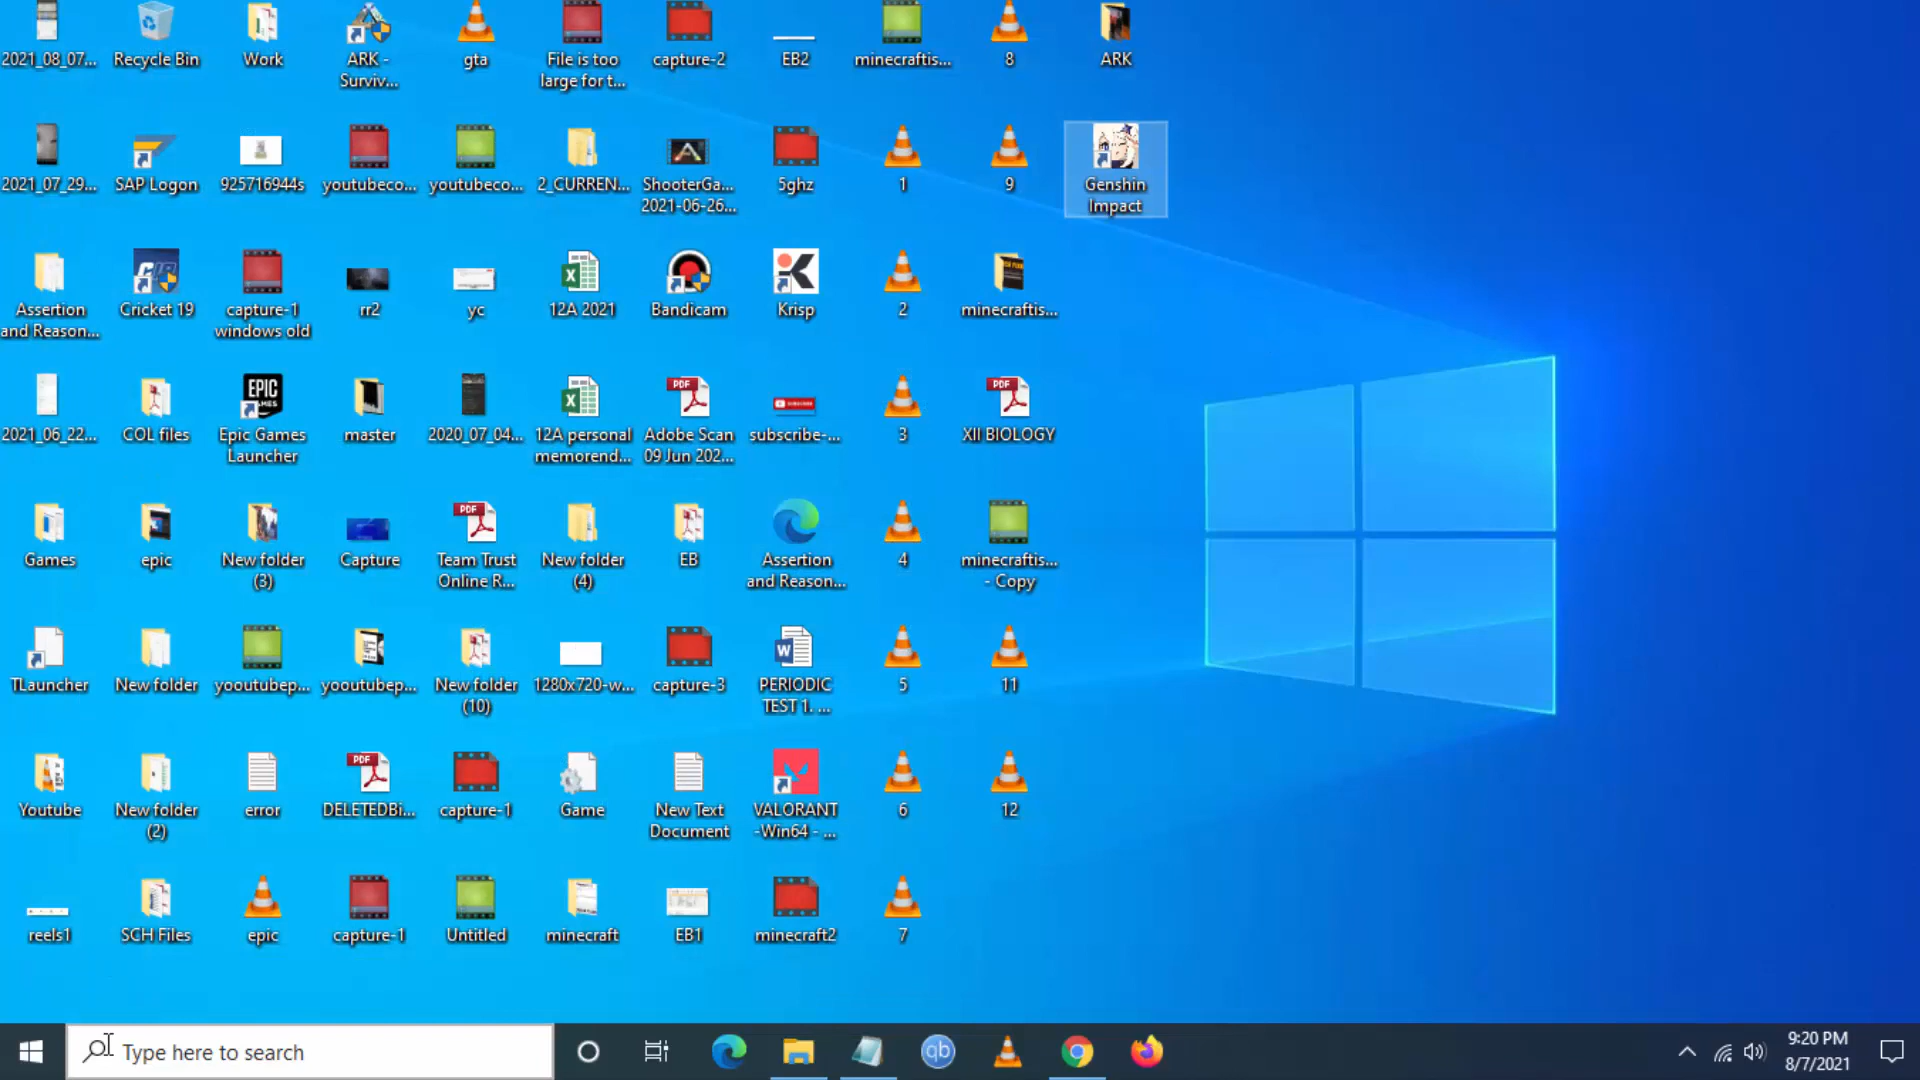 2021_08_07...
Recycle Bin
Work
ARK -
Surviv...
gta
File is too
large for t...
capture-2
EB2
minecraftis...
8
ARK
2021_07_29...
SAP Logon
925716944s
youtubeco...
youtubeco...
2_CURREN...
ShooterGa...
2021-06-26...
5ghz
1
9
Genshin
Impact
Assertion
and Reason...
Cricket 19
capture-1
windows old
rr2
yc
12A 2021
Bandicam
Krisp
2
minecraftis...
2021_06_22...
COL files
EPIC
GAMES
Epic Games
Launcher
master
2020_07_04...
12A personal
memorend...
PDF
Adobe Scan
09 Jun 202...
subscribe-...
3
PDF
XII BIOLOGY
Games
epic
New folder
(3)
Capture
PDF
Team Trust
Online R...
New folder
(4)
EB
Assertion
and Reason...
4
minecraftis...
- Copy
TLauncher
New folder
yooutubep...
yooutubep...
New folder
(10)
1280x720-w...
capture-3
PERIODIC
TEST 1. ...
5
11
Youtube
New folder
(2)
error
PDF
DELETEDBi...
capture-1
Game
New Text
Document
VALORANT
-Win64 - ...
6
12
reels1
SCH Files
epic
capture-1
Untitled
minecraft
EB1
minecraft2
7
Type here to search
qb
9:20 PM
8/7/2021